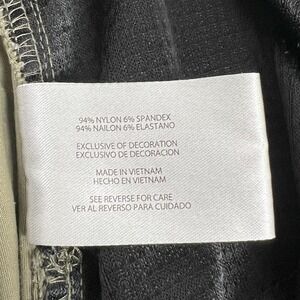 94% NYLON 6% SPANDEX
94% NAILON 6% ELASTANO
EXCLUSIVE OF DECORATION
EXCLUSIVO DE DECORACION
MADE IN VIETNAM
HECHO EN VIETNAM
SEE REVERSE FOR CARE
VER AL REVERSO PARA CUIDADO